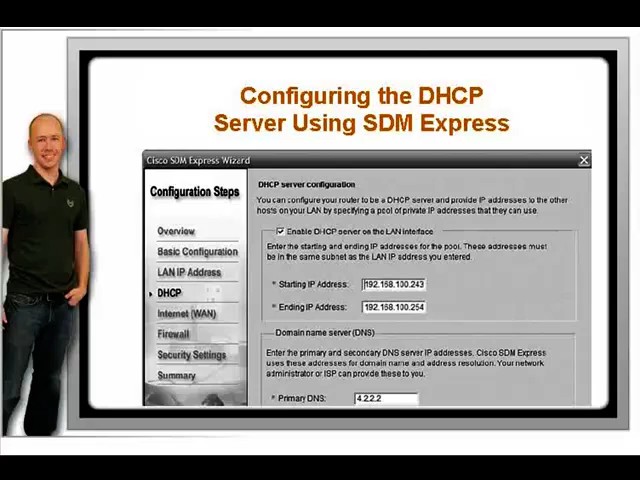 Configuring the DHCP
Server Using SDM Express
Cisco SDM Express Wizard
Configuration Steps
Overview
Basic Configuration
LAN IP Address
DHCP
Internet (WAN)
Firewall
Security Settings
Summary
DHCP server configuration
You can configure your router to be a DHCP server and provide IP addresses to the other
hosts on your LAN by specifying a pool of private IP addresses that they can use.
Enable DHCP server on the LAN interface
Enter the starting and ending IP addresses for the pool. These addresses must
be in the same subnet as the LAN IP address you entered.
* Starting IP Address: 192.168.100.243
* Ending IP Address: 192.168.100.254
Domain name server (DNS)
Enter the primary and secondary DNS server IP addresses. Cisco SDM Express
uses these addresses for domain name and address resolution. Your network
administrator or ISP can provide these to you.
* Primary DNS: 4.2.2.2